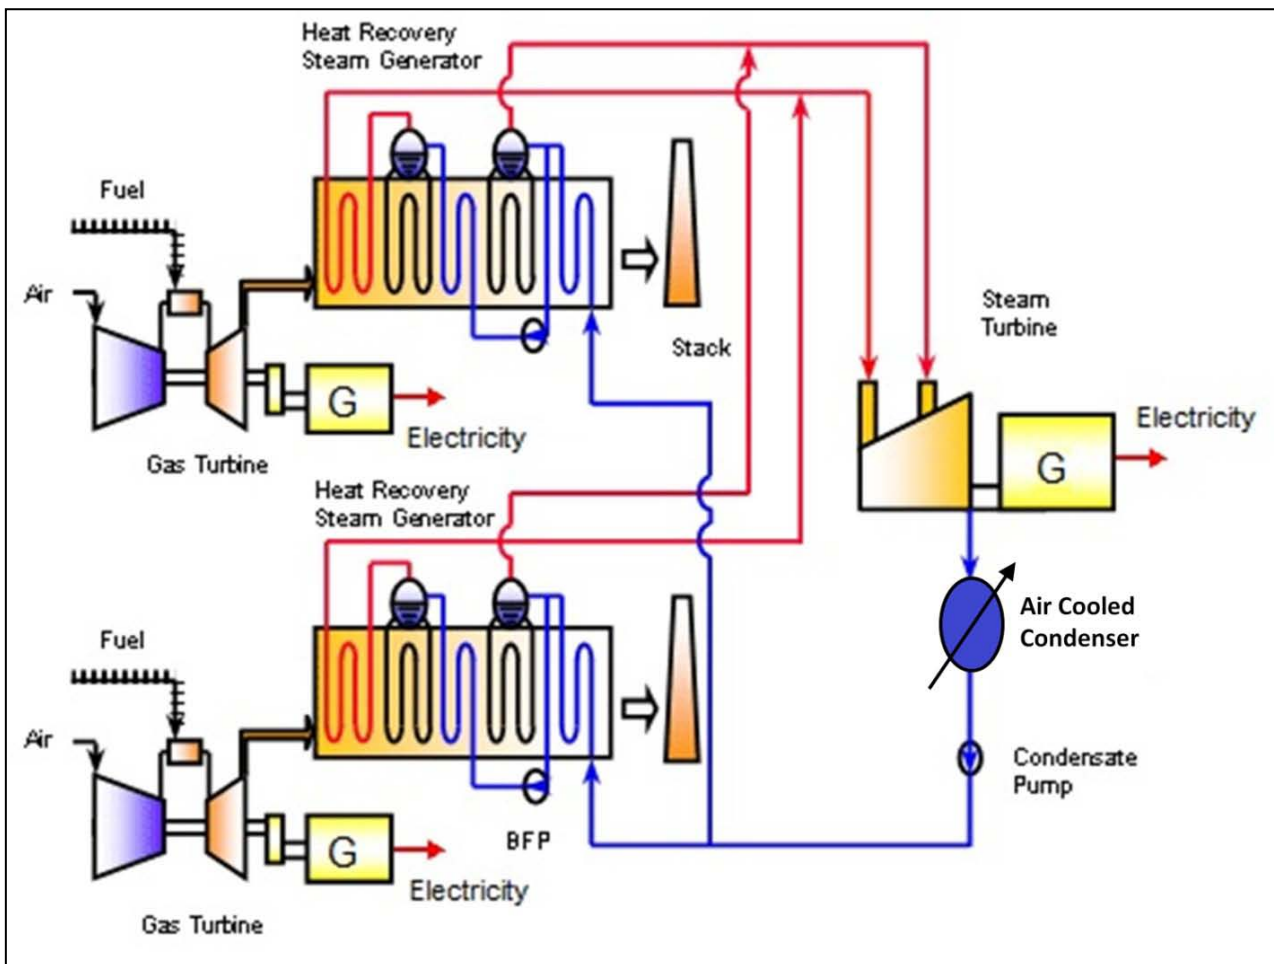 Heat Recovery
Steam Generator
Fuel
Air
Stack
Steam
Turbine
G
Electricity
Gas Turbine
G
Electricity
Heat Recovery
Steam Generator
Air Cooled
Condenser
Fuel
Air
Condensate
Pump
BFP
G
Electricity
Gas Turbine